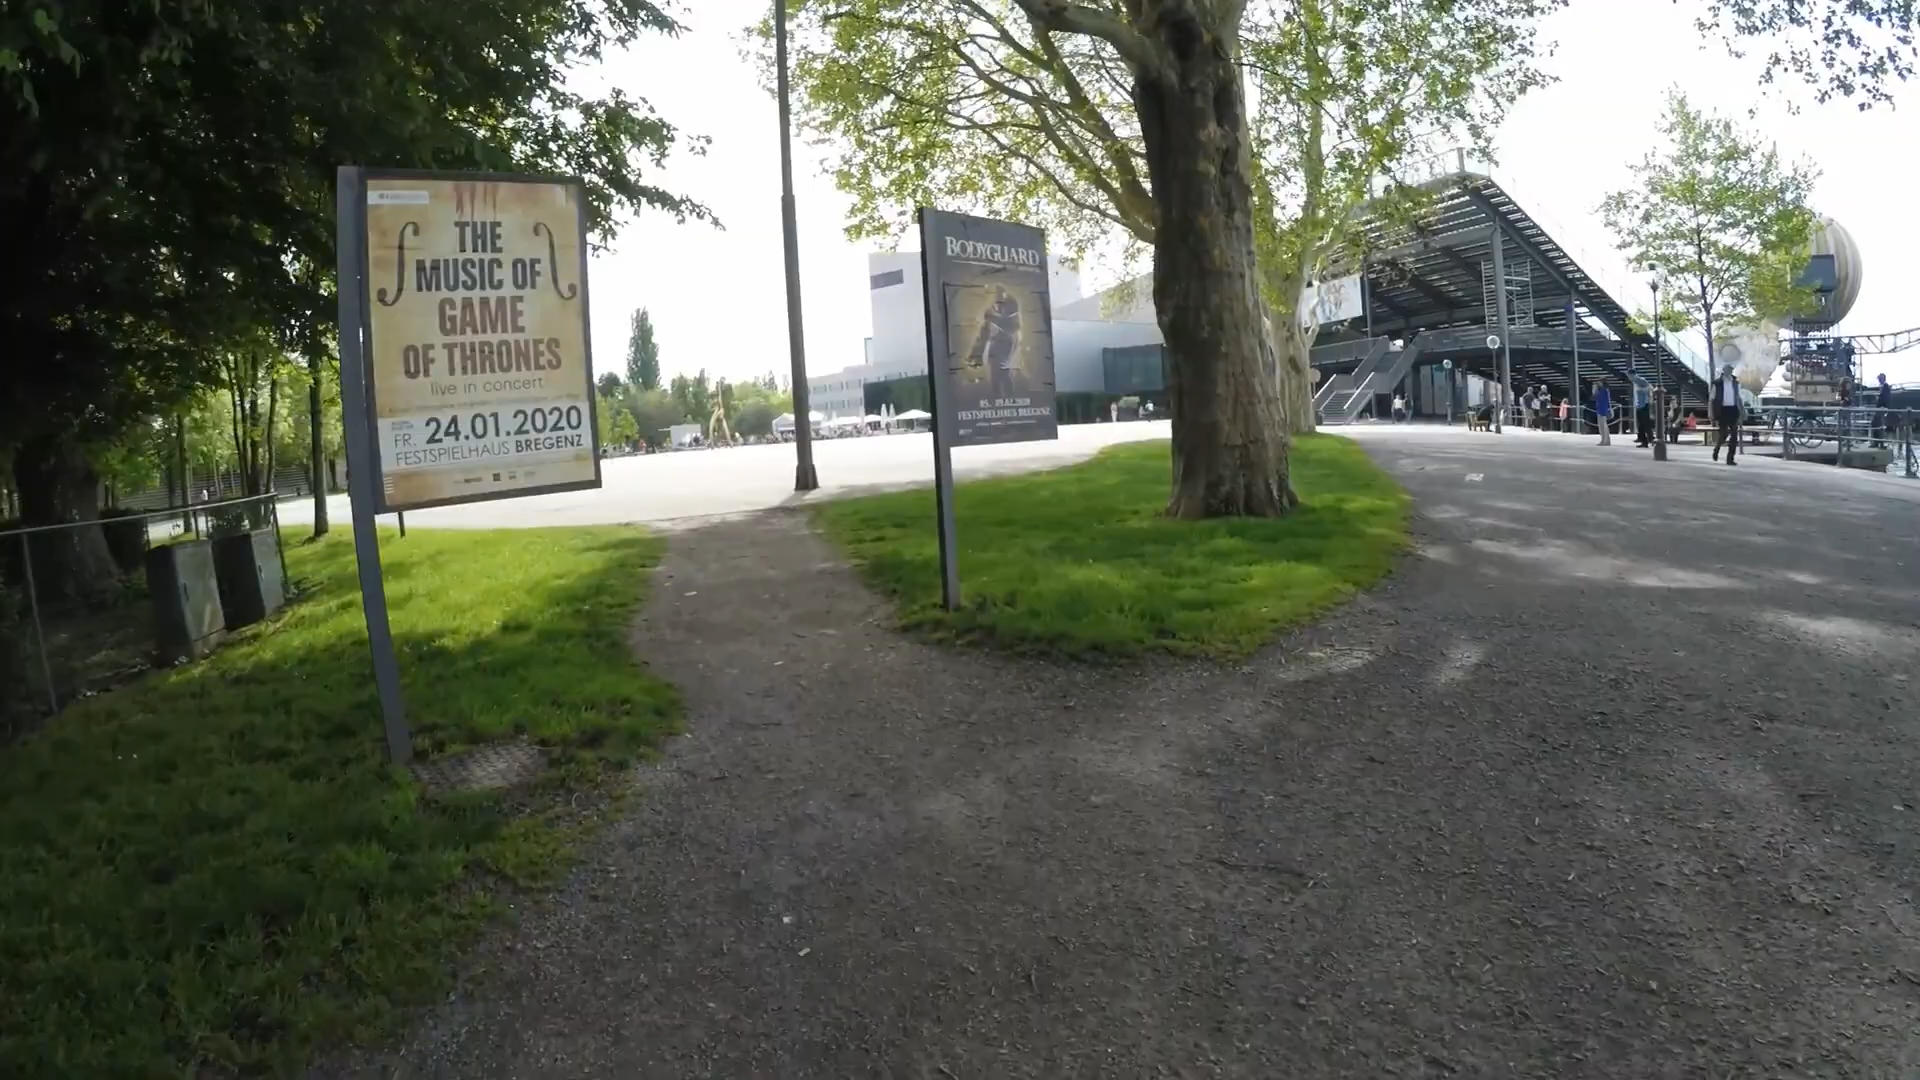 THE
MUSIC OF
GAME
OF THRONES
live in concert
FR. 24.01.2020
FESTSPIELHAUS BREGENZ
BODYGUARD
FESTSPIELHAUS BREGENZ